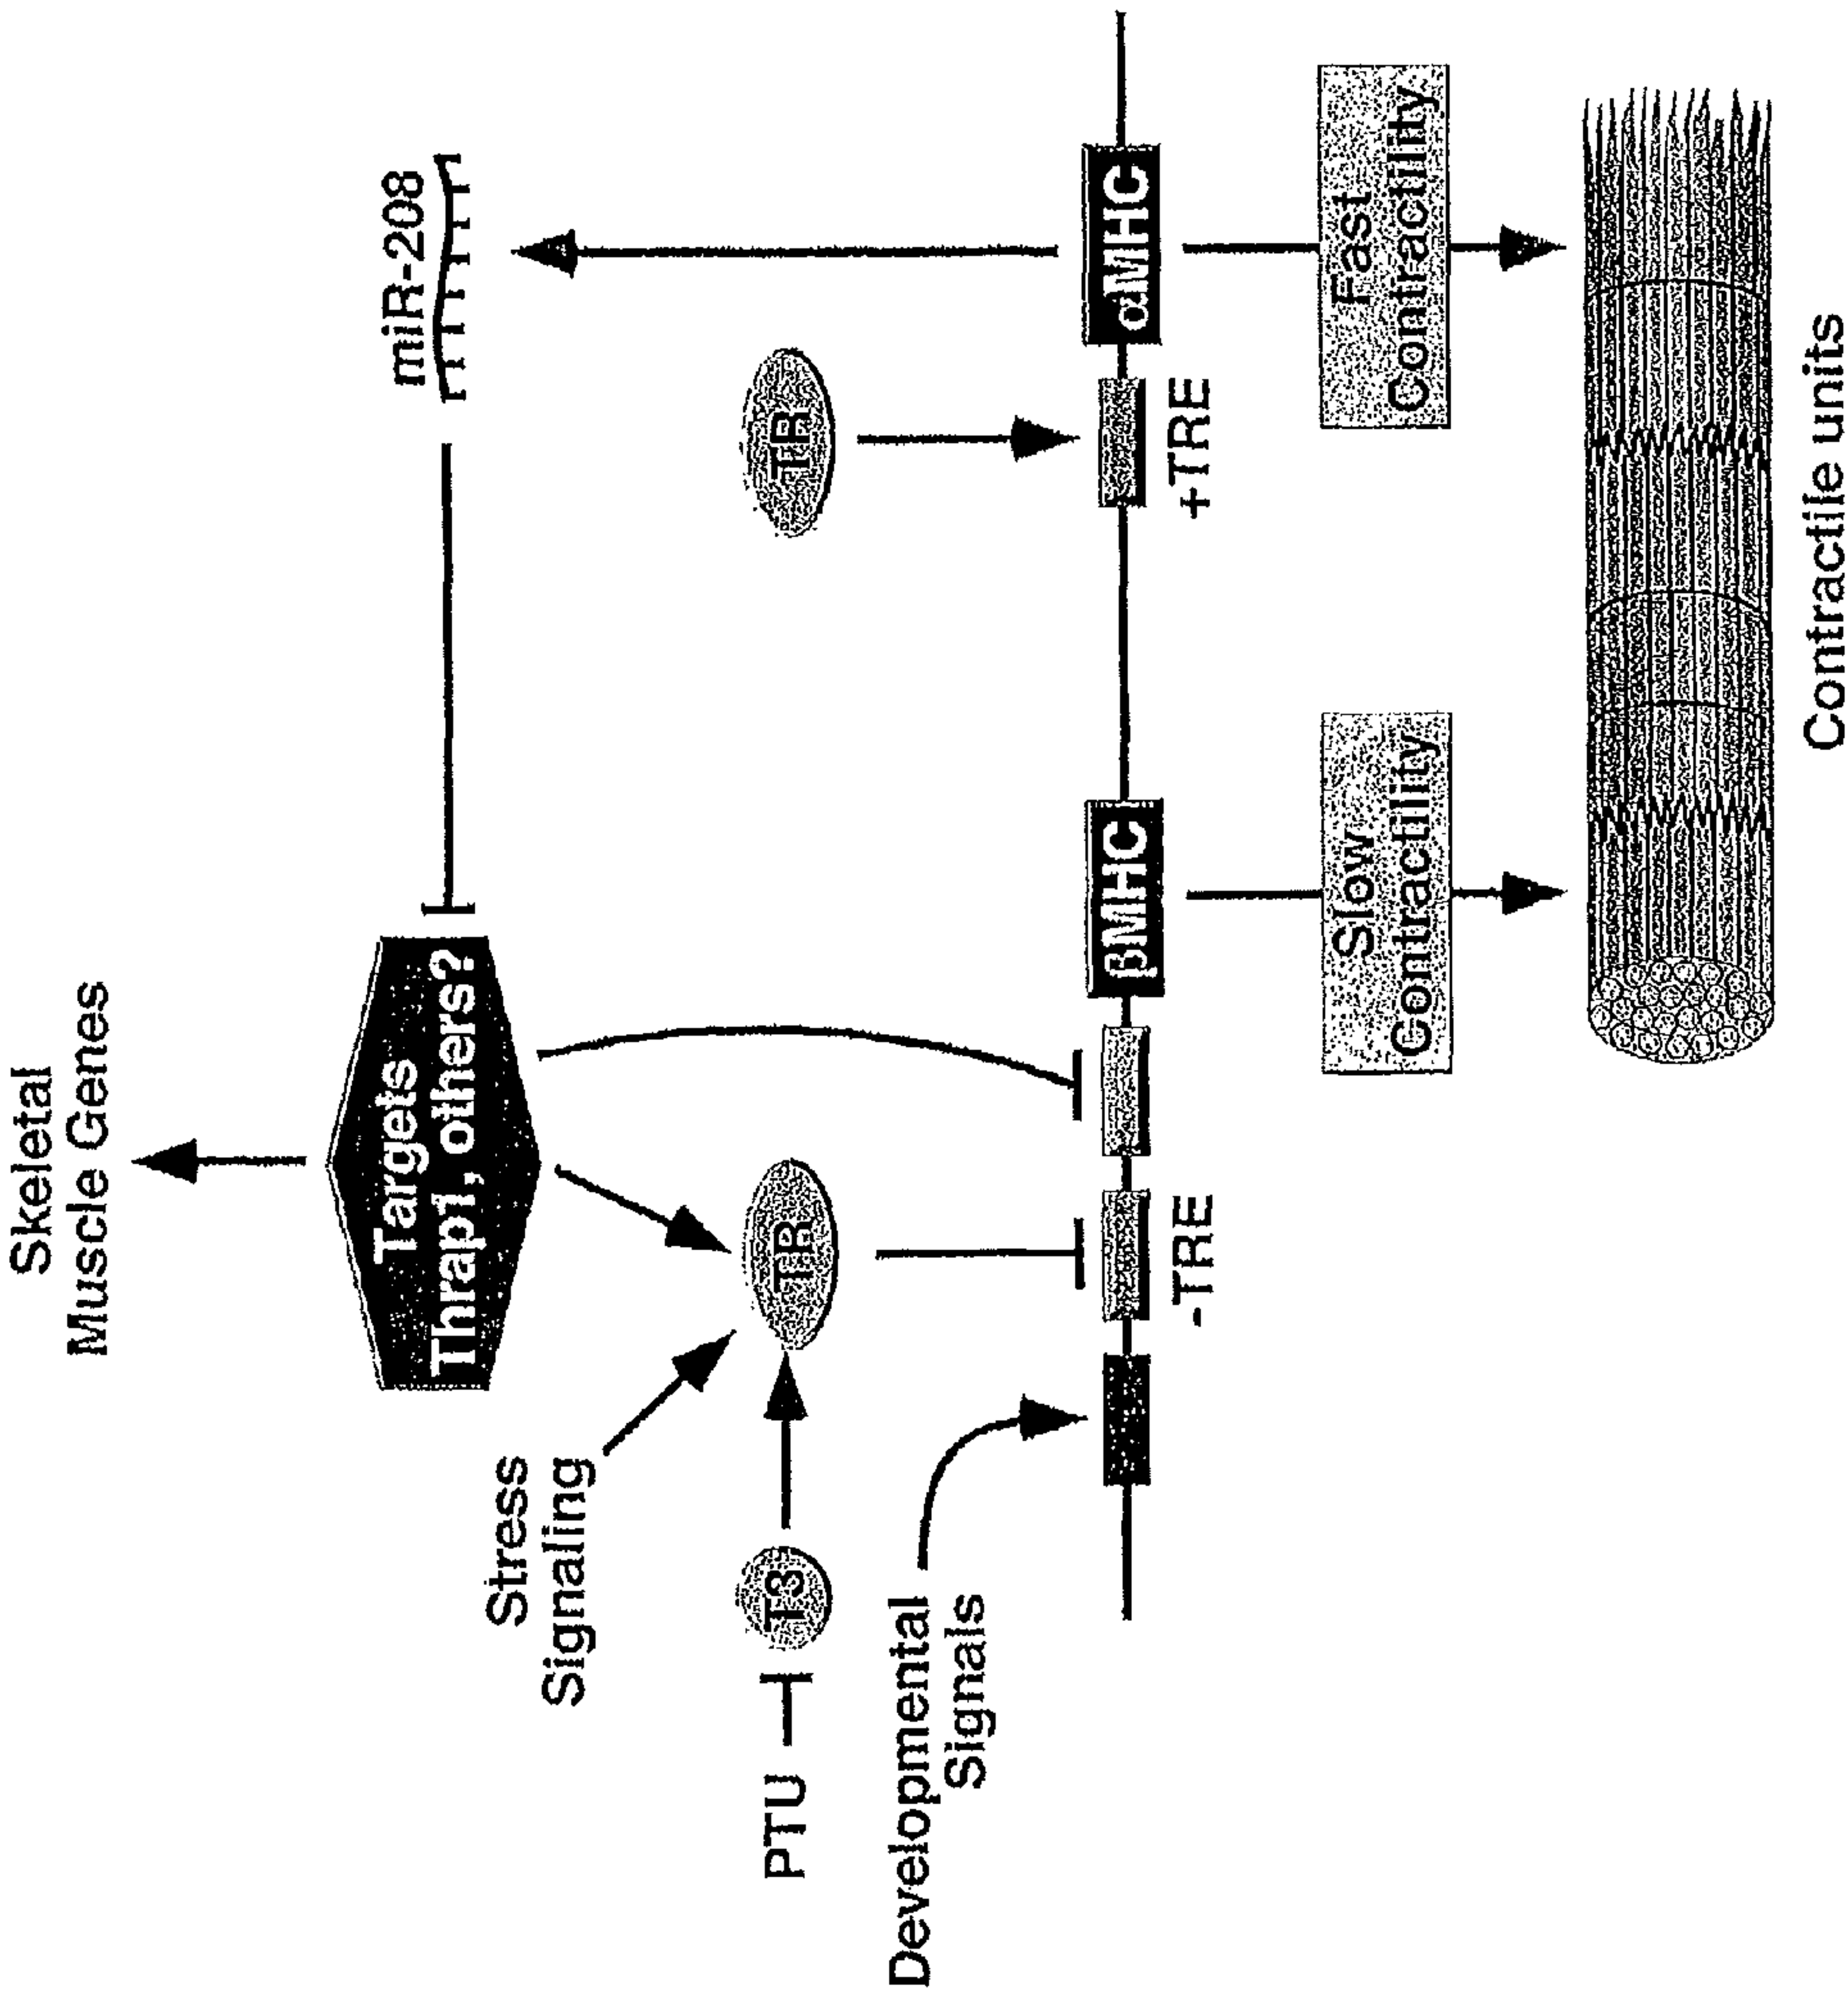 Skeletal
Muscle Genes
Targets
Thrap1, others?
miR-208
Stress
Signaling
PTU
T3
TR
TR
Developmental
Signals
-TRE
βMHC
+TRE
αMHC
Slow
Contractility
Fast
Contractility
Contractile units